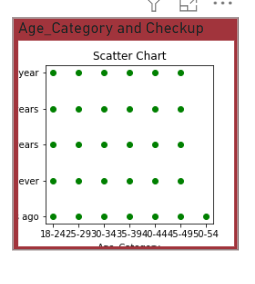 Age_Category and Checkup
Scatter Chart
year
ears
ears
ever
ago
18-24 25-29 30-34 35-39 40-44 45-49 50-54
Age_Category